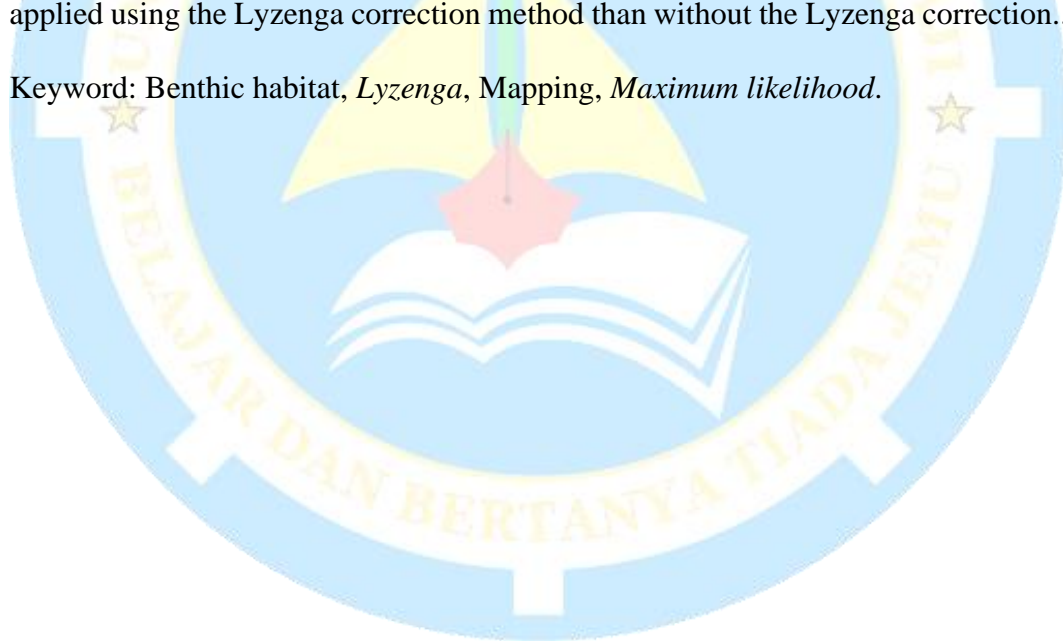 applied using the Lyzenga correction method than without the Lyzenga correction..
Keyword: Benthic habitat, Lyzenga, Mapping, Maximum likelihood.
BELAJAR DAN BERTANYA TIADA JEMU